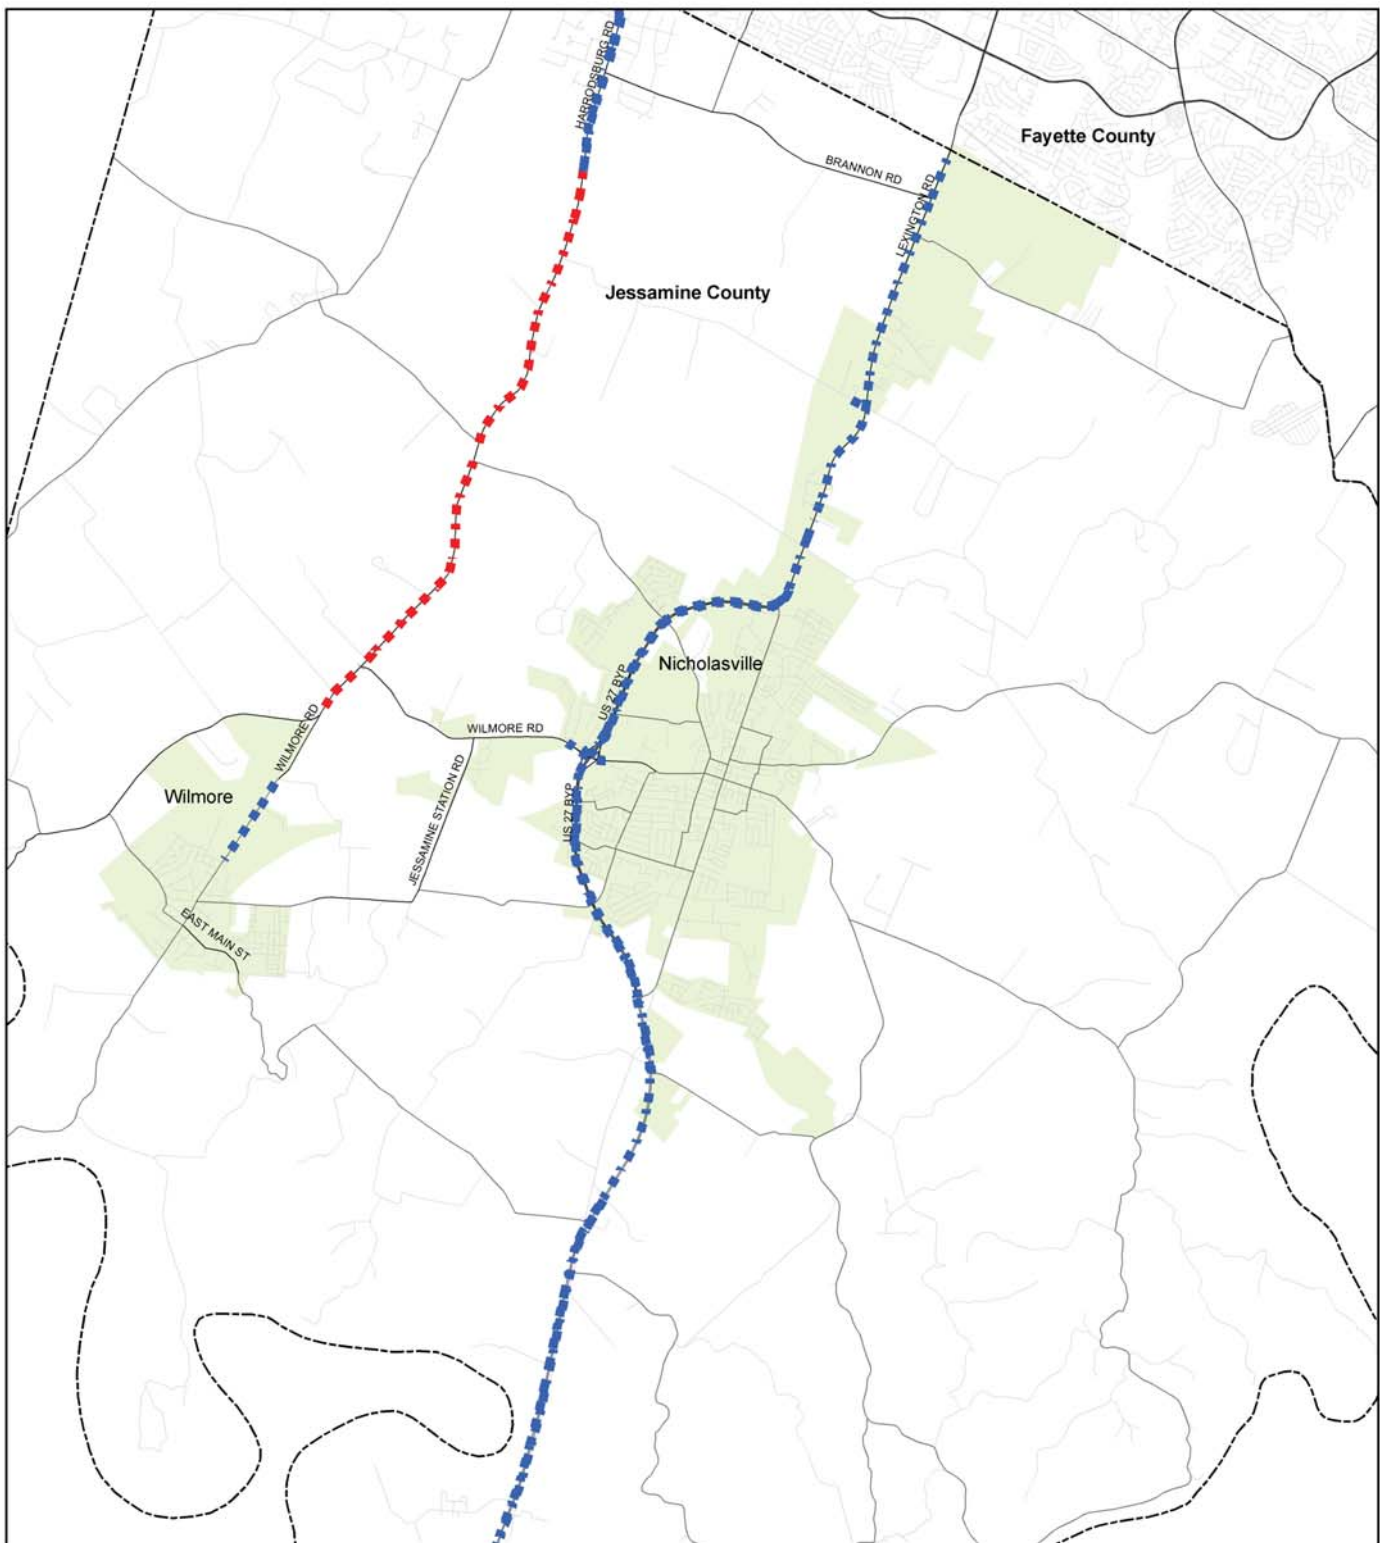 HARRODSBURG RD
Fayette County
BRANNON RD
LEXINGTON RD
Jessamine County
Nicholasville
US 27 BYP
WILMORE RD
WILMORE RD
JESSAMINE STATION RD
Wilmore
US 27 BYP
EAST MAIN ST